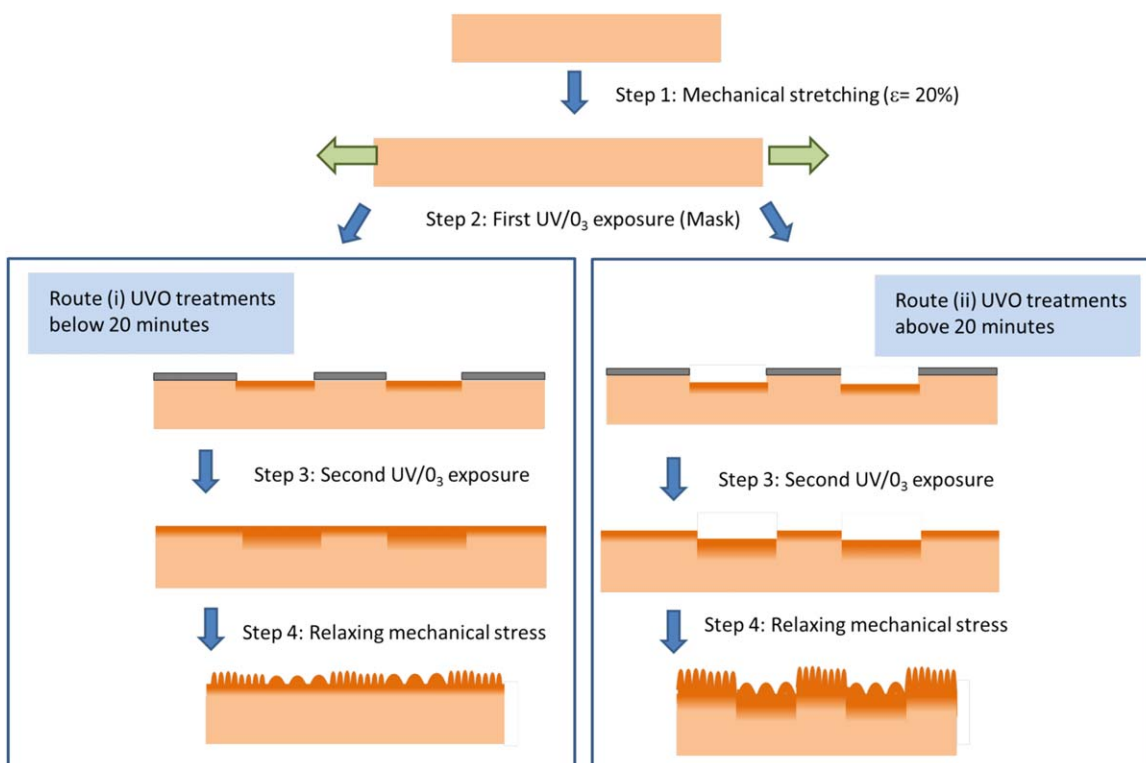 Step 1: Mechanical stretching (ε= 20%)
Step 2: First UV/0₃ exposure (Mask)
Route (i) UVO treatments
below 20 minutes
Step 3: Second UV/0₃ exposure
Step 4: Relaxing mechanical stress
Route (ii) UVO treatments
above 20 minutes
Step 3: Second UV/0₃ exposure
Step 4: Relaxing mechanical stress